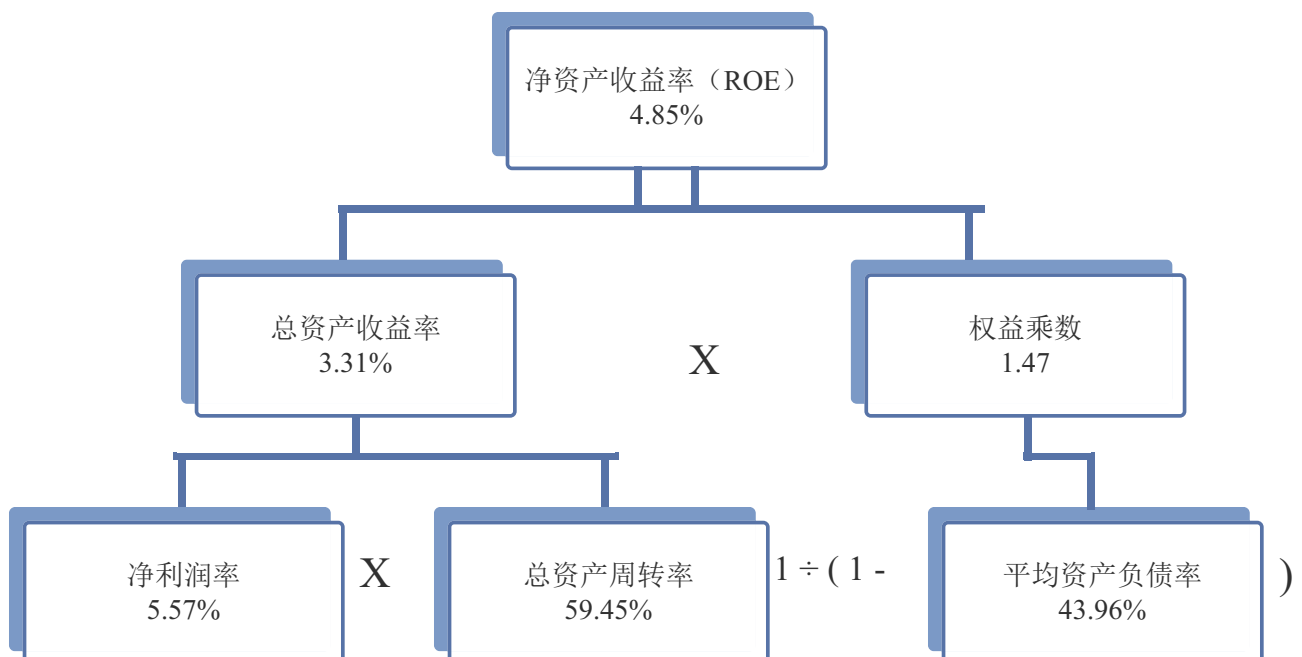 净资产收益率（ROE）
4.85%
总资产收益率
3.31%
X
权益乘数
1.47
净利润率
5.57%
X
总资产周转率
59.45%
1 ÷ ( 1 -
平均资产负债率
43.96%
)